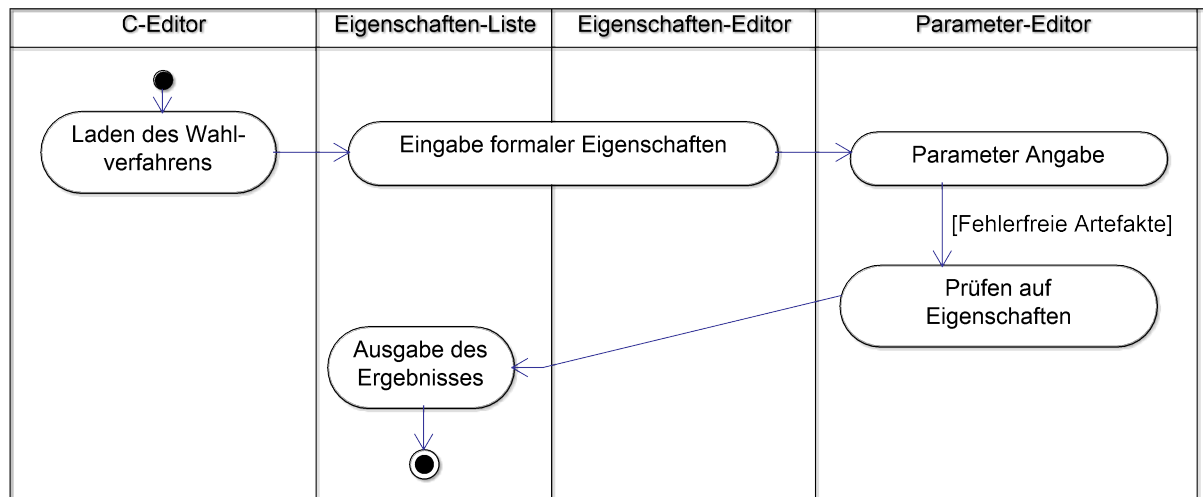 C-Editor
Eigenschaften-Liste
Eigenschaften-Editor
Parameter-Editor
Laden des Wahl-
verfahrens
Eingabe formaler Eigenschaften
Parameter Angabe
[Fehlerfreie Artefakte]
Prüfen auf
Eigenschaften
Ausgabe des
Ergebnisses